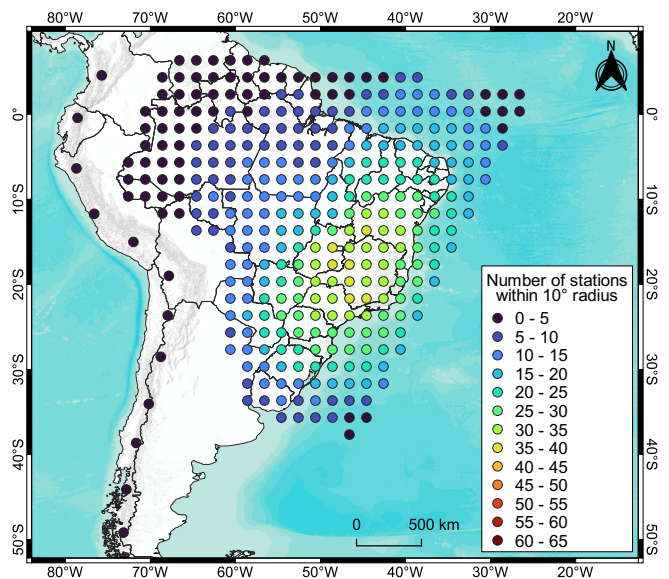 80°W 70°W 60°W 50°W 40°W 30°W 20°W
N
0° 0°
10°S 10°S
20°S 20°S
30°S 30°S
40°S 40°S
50°S 50°S
Number of stations
within 10° radius
0 - 5
5 - 10
10 - 15
15 - 20
20 - 25
25 - 30
30 - 35
35 - 40
40 - 45
45 - 50
50 - 55
55 - 60
60 - 65
0 500 km
80°W 70°W 60°W 50°W 40°W 30°W 20°W